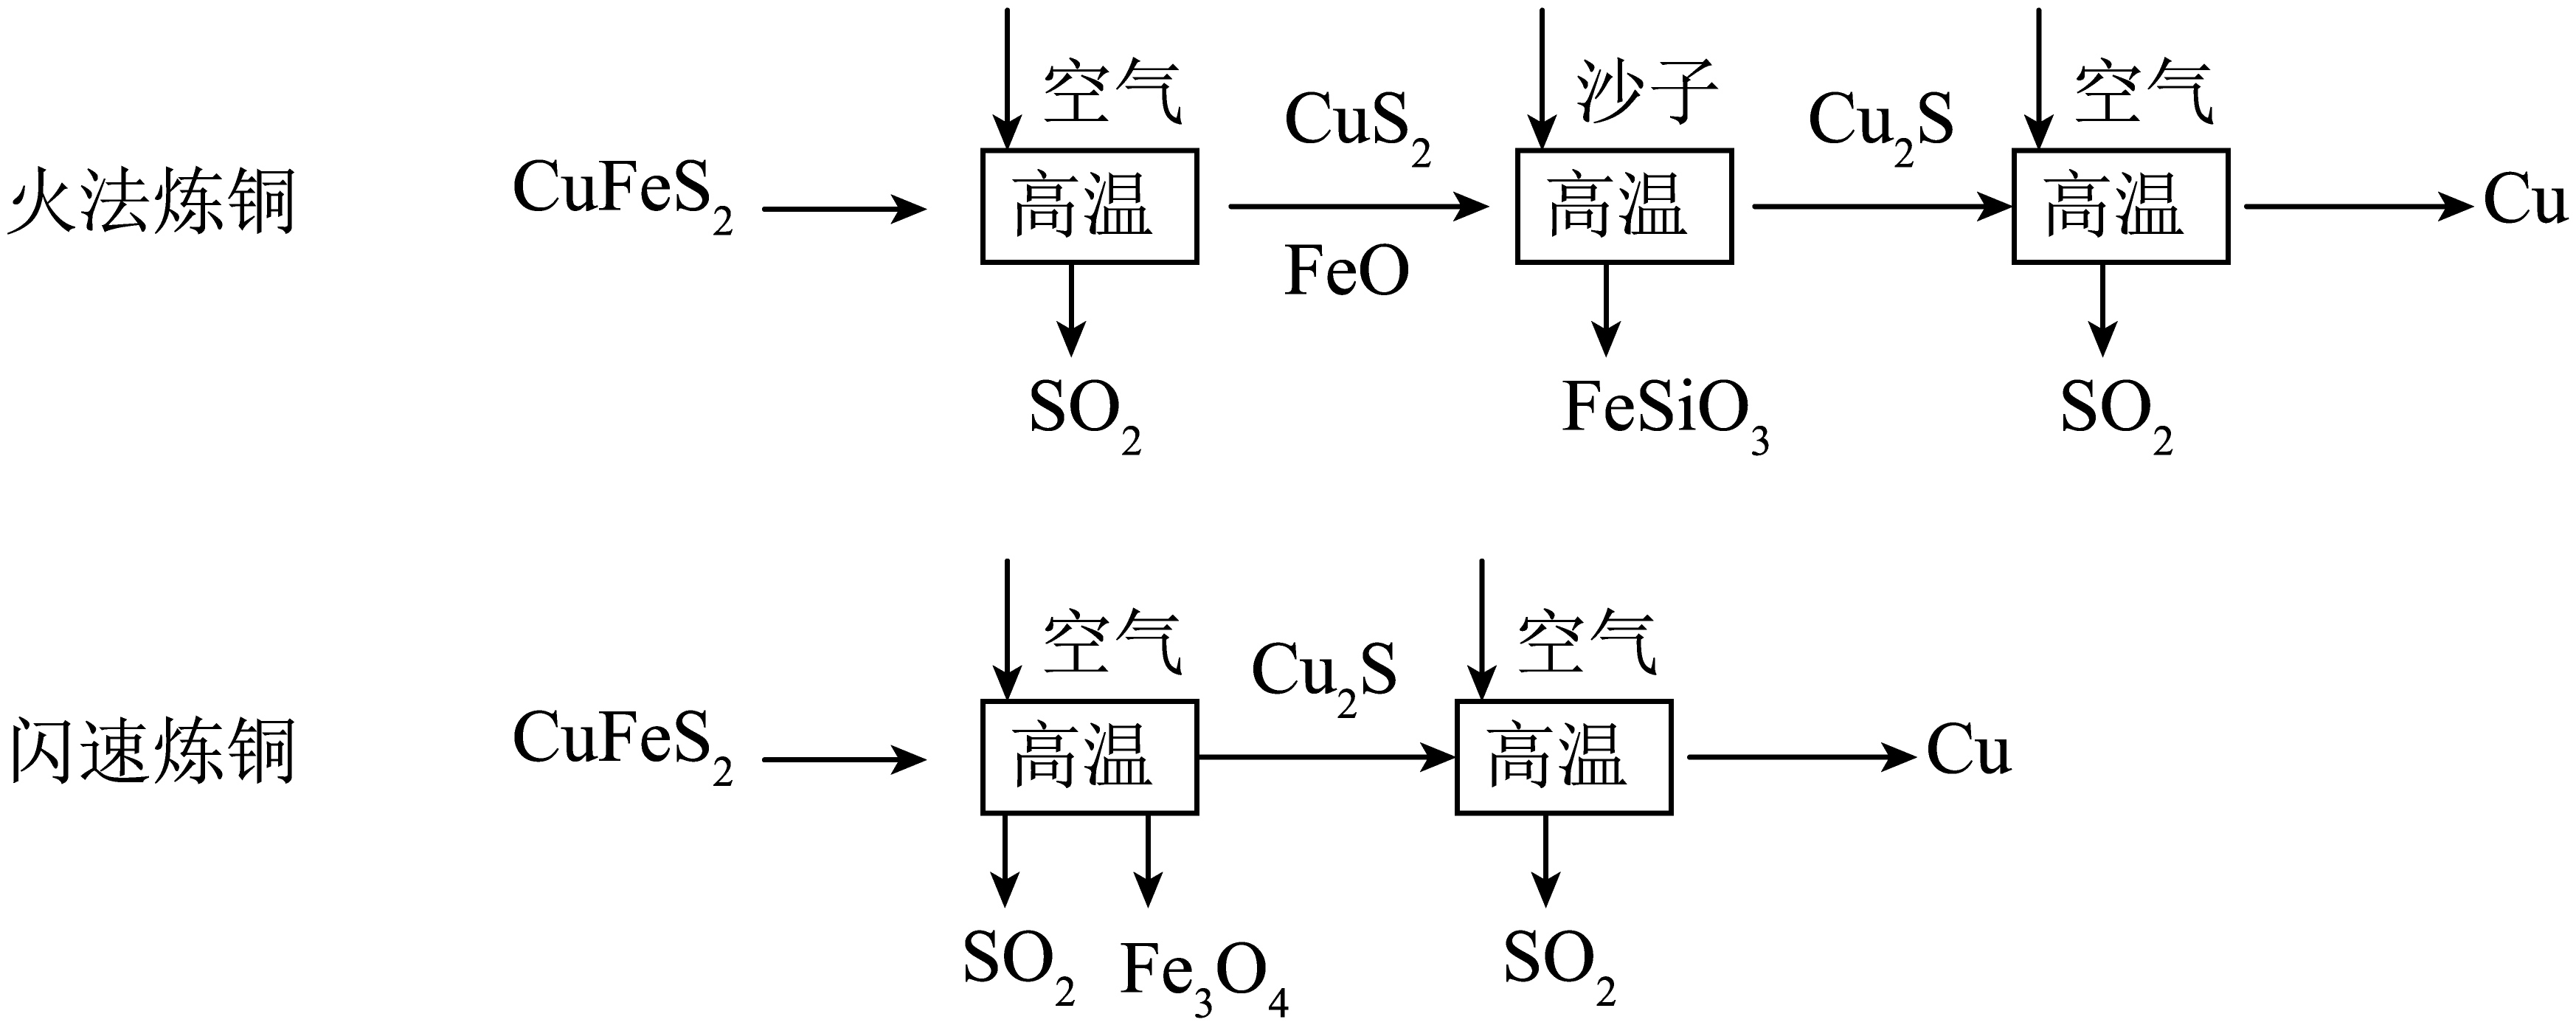 空气 沙子 空气
CuS₂ Cu₂S
火法炼铜 CuFeS₂ 高温 高温 高温 Cu
FeO
SO₂ FeSiO₃ SO₂
空气 空气
Cu₂S
闪速炼铜 CuFeS₂ 高温 高温 Cu
SO₂ Fe₃O₄ SO₂